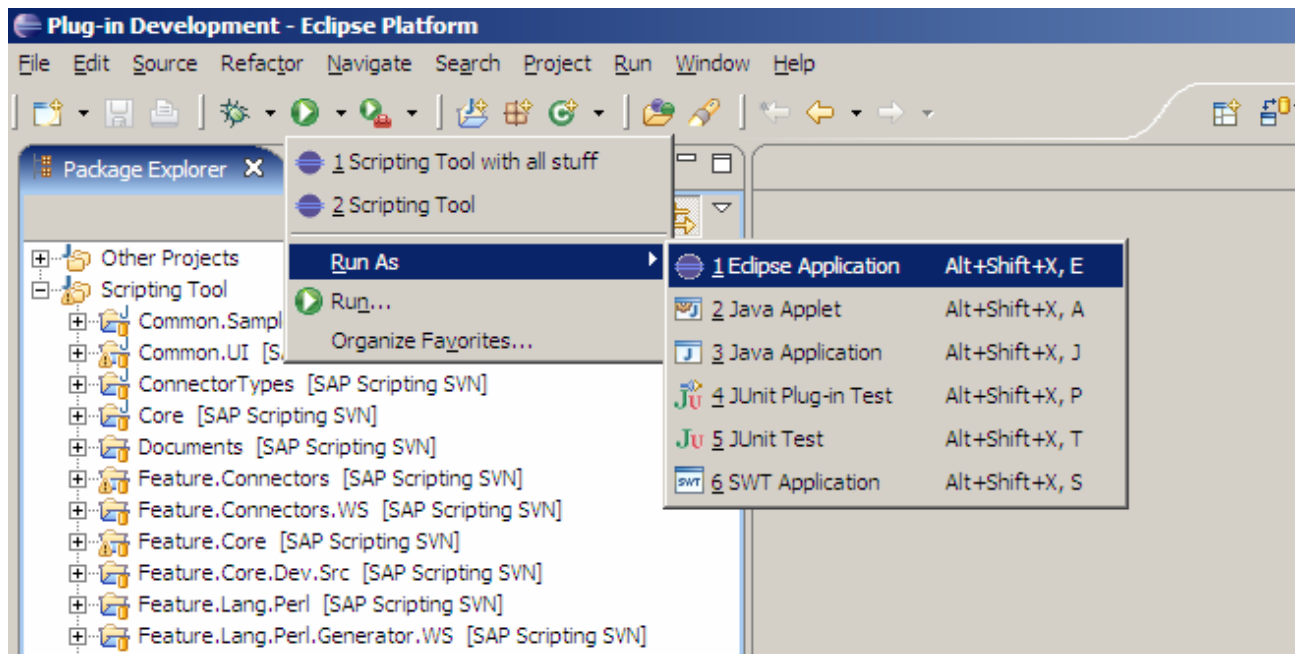 Plug-in Development - Eclipse Platform
File Edit Source Refactor Navigate Search Project Run Window Help
Package Explorer
1 Scripting Tool with all stuff
2 Scripting Tool
Run As
Run...
Organize Favorites...
1 Eclipse Application Alt+Shift+X, E
2 Java Applet Alt+Shift+X, A
3 Java Application Alt+Shift+X, J
4 JUnit Plug-in Test Alt+Shift+X, P
5 JUnit Test Alt+Shift+X, T
6 SWT Application Alt+Shift+X, S
Other Projects
Scripting Tool
Common.Sampl
Common.UI [S
ConnectorTypes [SAP Scripting SVN]
Core [SAP Scripting SVN]
Documents [SAP Scripting SVN]
Feature.Connectors [SAP Scripting SVN]
Feature.Connectors.WS [SAP Scripting SVN]
Feature.Core [SAP Scripting SVN]
Feature.Core.Dev.Src [SAP Scripting SVN]
Feature.Lang.Perl [SAP Scripting SVN]
Feature.Lang.Perl.Generator.WS [SAP Scripting SVN]